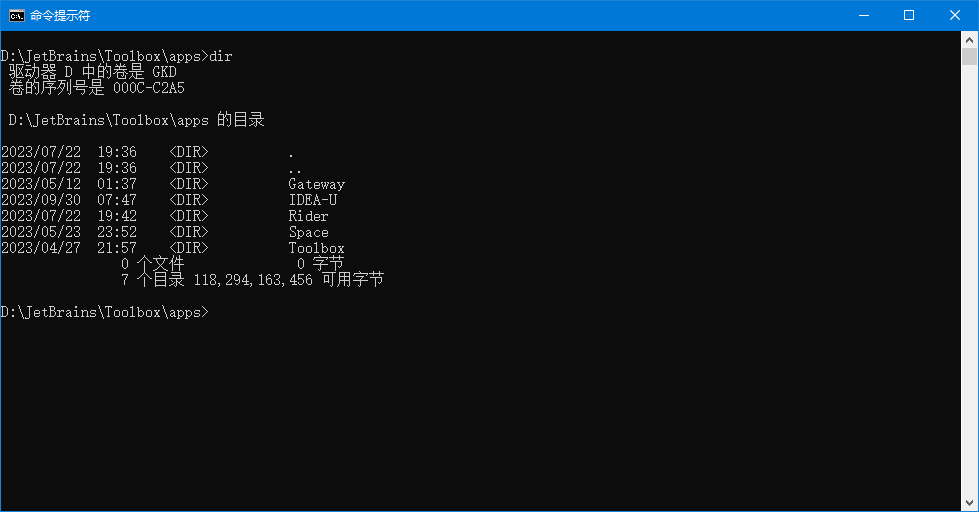 命令提示符
D:\JetBrains\Toolbox\apps>dir
驱动器 D 中的卷是 GKD
卷的序列号是 000C-C2A5
D:\JetBrains\Toolbox\apps 的目录
2023/07/22  19:36    <DIR>          .
2023/07/22  19:36    <DIR>          ..
2023/05/12  01:37    <DIR>          Gateway
2023/09/30  07:47    <DIR>          IDEA-U
2023/07/22  19:42    <DIR>          Rider
2023/05/23  23:52    <DIR>          Space
2023/04/27  21:57    <DIR>          Toolbox
0 个文件              0 字节
7 个目录 118,294,163,456 可用字节
D:\JetBrains\Toolbox\apps>